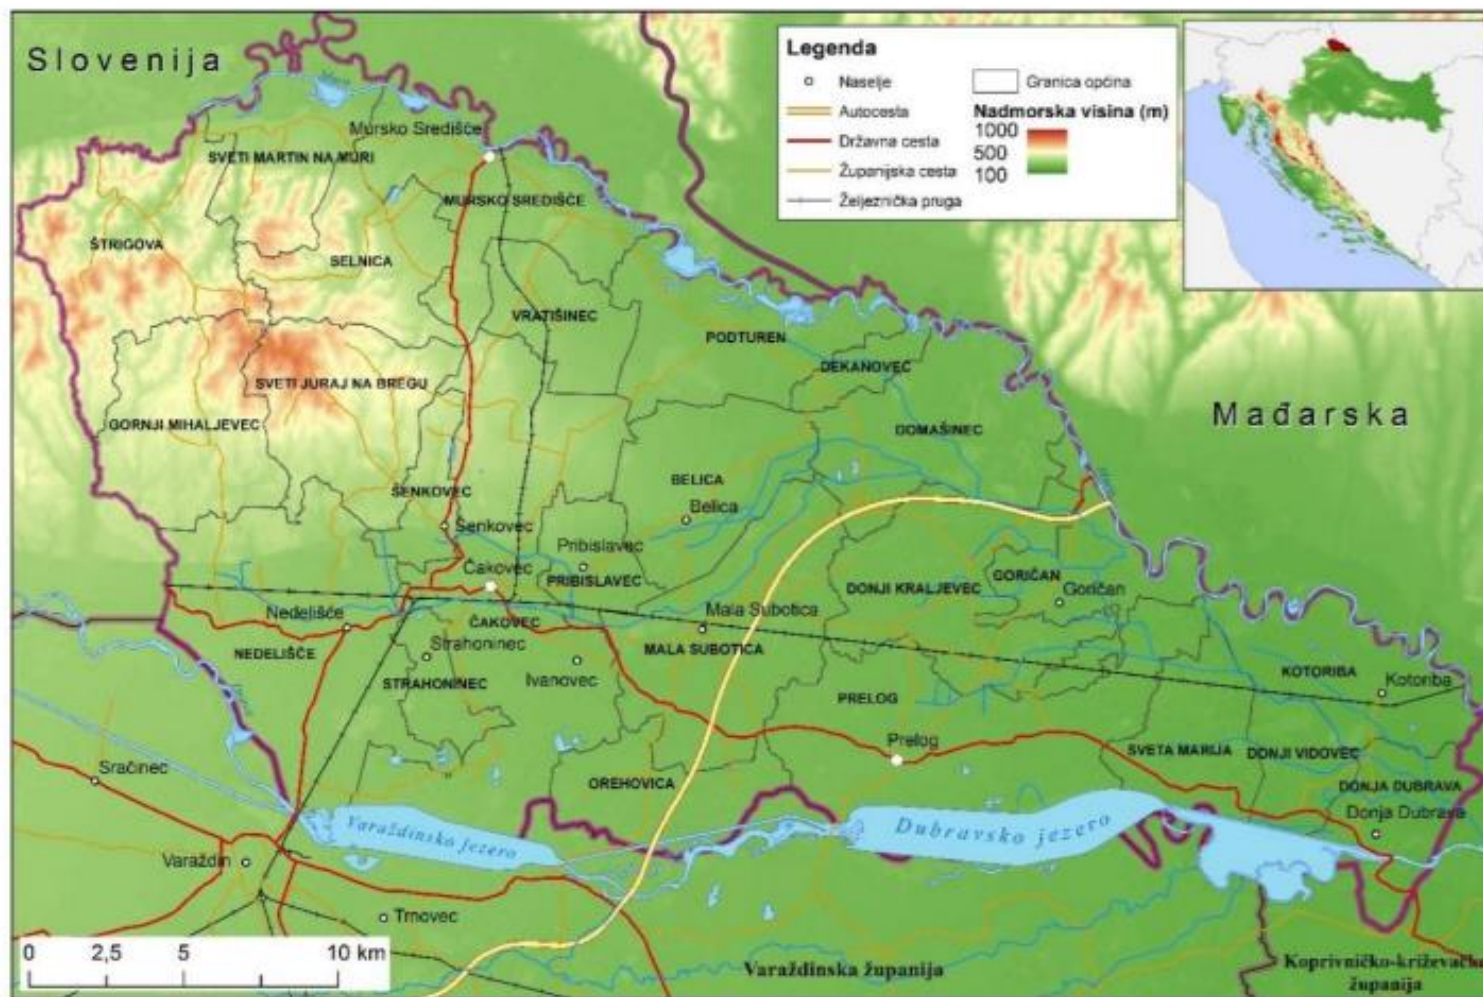 Slovenija
Legenda
Naselje
Granica općina
Autocesta
Nadmorska visina (m)
Državna cesta
1000
500
100
Županijska cesta
Željeznička pruga
Mursko Središće
SVETI MARTIN NA MURI
MURSKO SREDIŠĆE
ŠTRIGOVA
SELNICA
VRATIŠINEC
PODTUREN
DEKANOVEC
SVETI JURAJ NA BREGU
GORNJI MIHALJEVEC
Mađarska
DOMAŠINEC
BELICA
Belica
ŠENKOVEC
Šenkovec
Pribislavec
PRIBISLAVEC
Čakovec
ČAKOVEC
DONJI KRALJEVEC
GORIČAN
Goričan
Nedelišće
NEDELIŠĆE
Mala Subotica
MALA SUBOTICA
Strahoninec
STRAHONINEC
Ivanovec
KOTORIBA
Kotoriba
PRELOG
Prelog
SVETA MARIJA
DONJI VIDOVEC
Sračinec
OREHOVICA
DONJA DUBRAVA
Donja Dubrava
Varaždinsko jezero
Dubravsko jezero
Varaždin
Trnovec
0 2,5 5 10 km
Varaždinska županija
Koprivničko-križevačka
županija